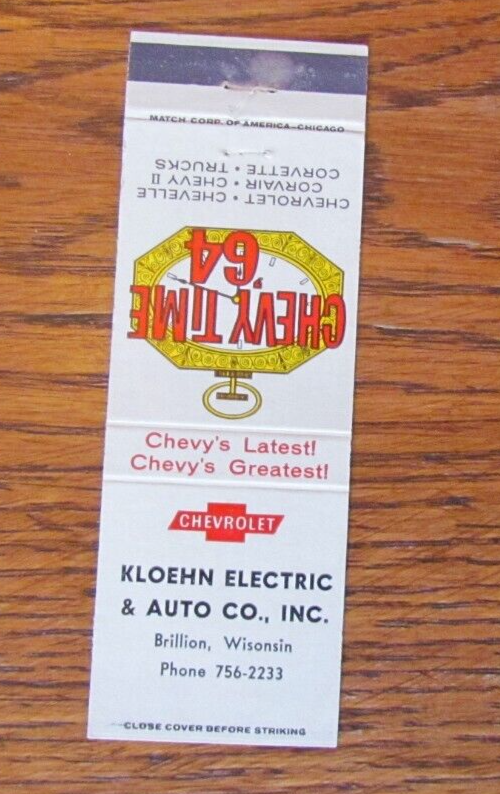 MATCH CORP. OF AMERICA—CHICAGO
CHEVROLET • CHEVELLE
CORVAIR • CHEVY II
CORVETTE • TRUCKS
CHEVY TIME
'64
Chevy's Latest!
Chevy's Greatest!
CHEVROLET
KLOEHN ELECTRIC
& AUTO CO., INC.
Brillion, Wisonsin
Phone 756-2233
CLOSE COVER BEFORE STRIKING